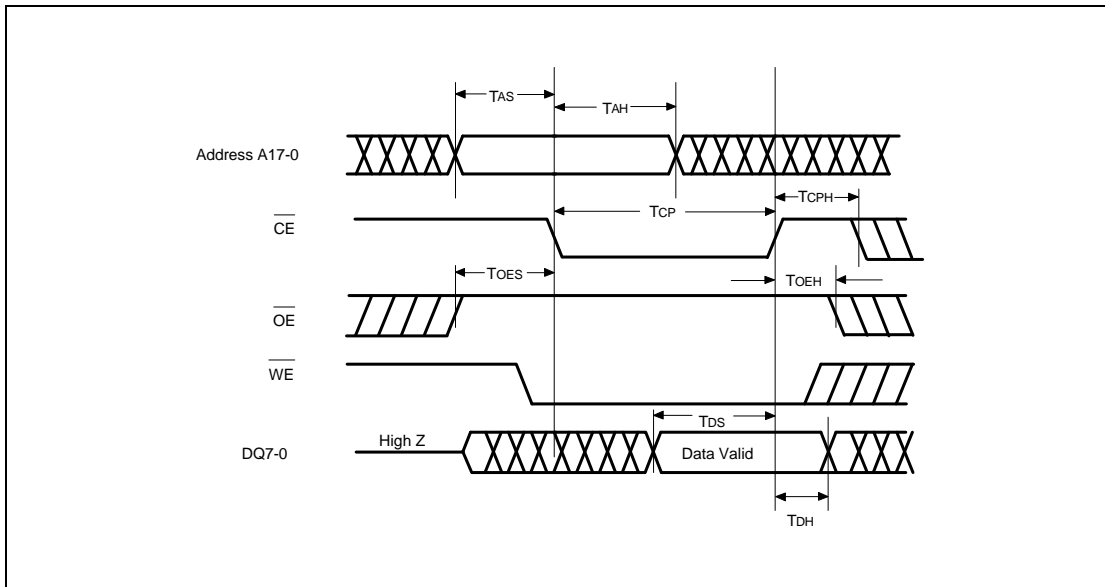 TAS
TAH
Address A17-0
TCPH
TCP
CE
TOES
TOEH
OE
WE
TDS
High Z
DQ7-0
Data Valid
TDH